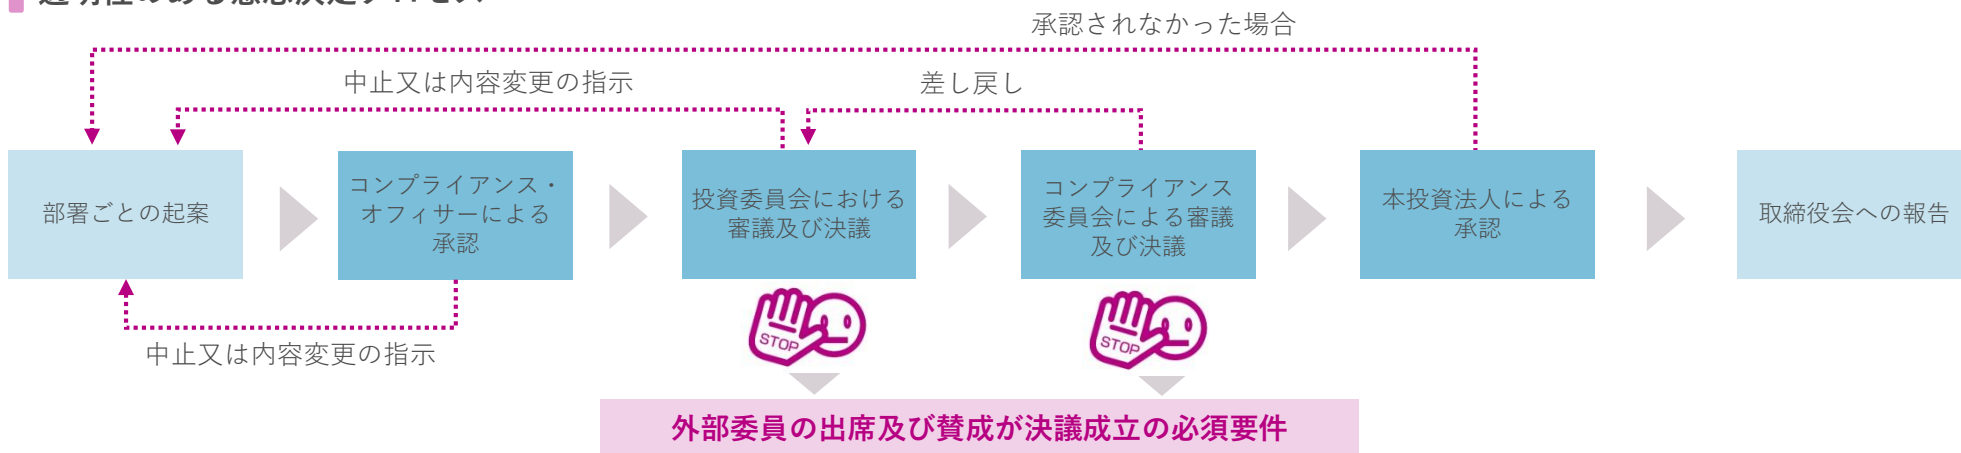 承認されなかった場合
中止又は内容変更の指示
差し戻し
部署ごとの起案
コンプライアンス・
オフィサーによる
承認
投資委員会における
審議及び決議
コンプライアンス
委員会による審議
及び決議
本投資法人による
承認
取締役会への報告
STOP
STOP
中止又は内容変更の指示
外部委員の出席及び賛成が決議成立の必須要件